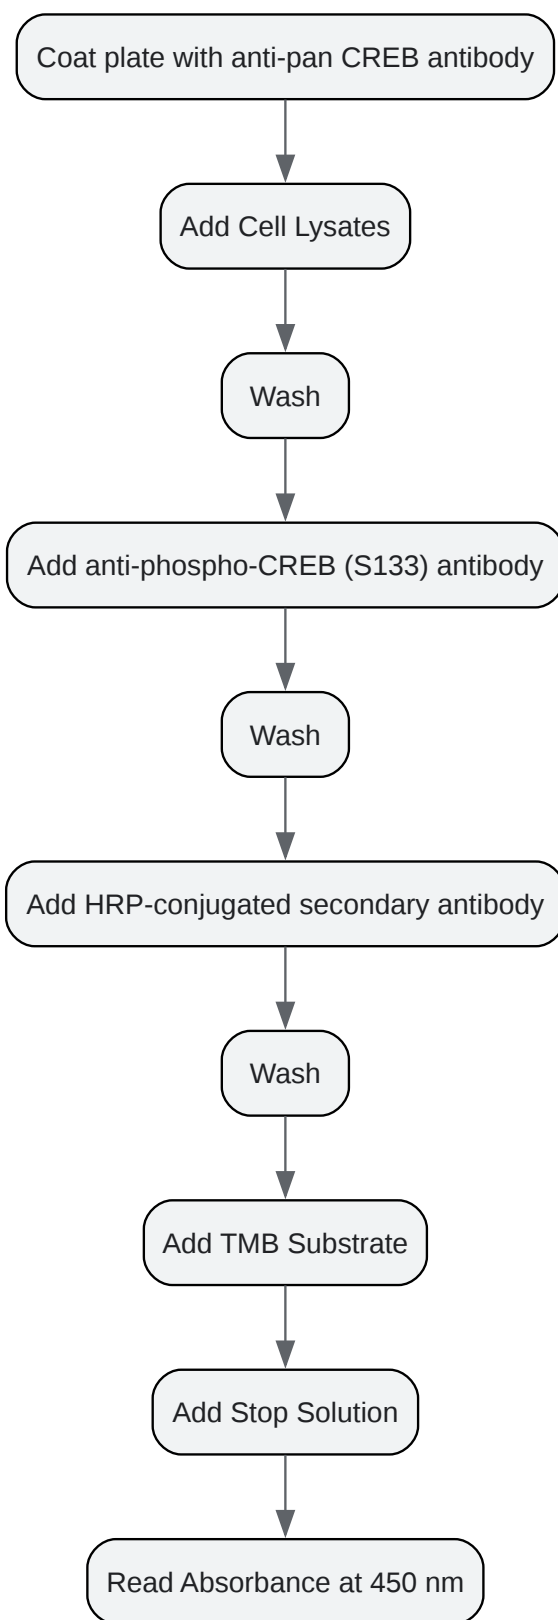 Coat plate with anti-pan CREB antibody
Add Cell Lysates
Wash
Add anti-phospho-CREB (S133) antibody
Wash
Add HRP-conjugated secondary antibody
Wash
Add TMB Substrate
Add Stop Solution
Read Absorbance at 450 nm